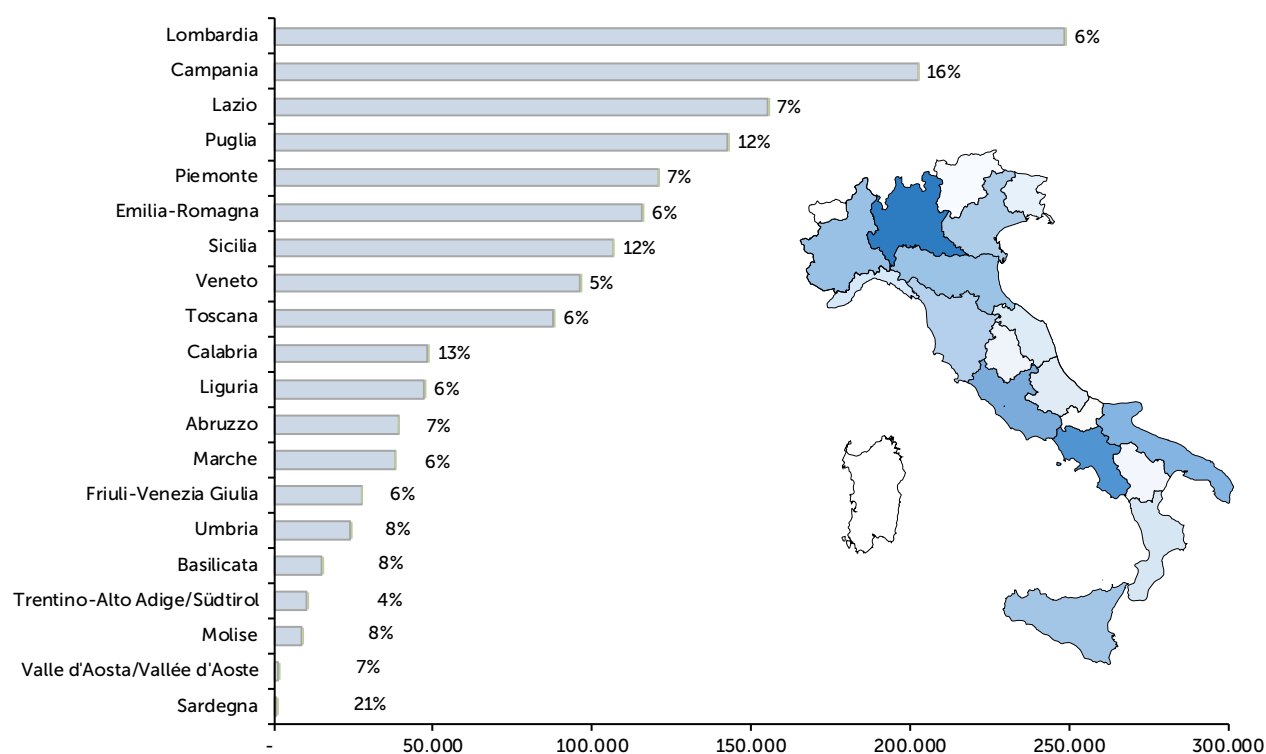 Lombardia 6%
Campania 16%
Lazio 7%
Puglia 12%
Piemonte 7%
Emilia-Romagna 6%
Sicilia 12%
Veneto 5%
Toscana 6%
Calabria 13%
Liguria 6%
Abruzzo 7%
Marche 6%
Friuli-Venezia Giulia 6%
Umbria 8%
Basilicata 8%
Trentino-Alto Adige/Südtirol 4%
Molise 8%
Valle d'Aosta/Vallée d'Aoste 7%
Sardegna 21%
- 50.000 100.000 150.000 200.000 250.000 300.000